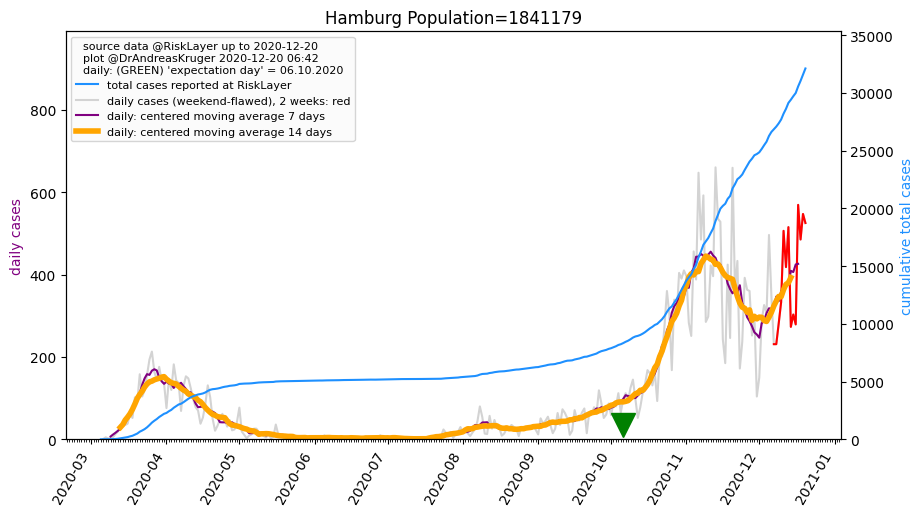 Hamburg Population=1841179
source data @RiskLayer up to 2020-12-20
plot @DrAndreasKruger 2020-12-20 06:42
daily: (GREEN) 'expectation day' = 06.10.2020
total cases reported at RiskLayer
daily cases (weekend-flawed), 2 weeks: red
daily: centered moving average 7 days
daily: centered moving average 14 days
daily cases
800
600
400
200
0
cumulative total cases
35000
30000
25000
20000
15000
10000
5000
0
2020-03
2020-04
2020-05
2020-06
2020-07
2020-08
2020-09
2020-10
2020-11
2020-12
2021-01